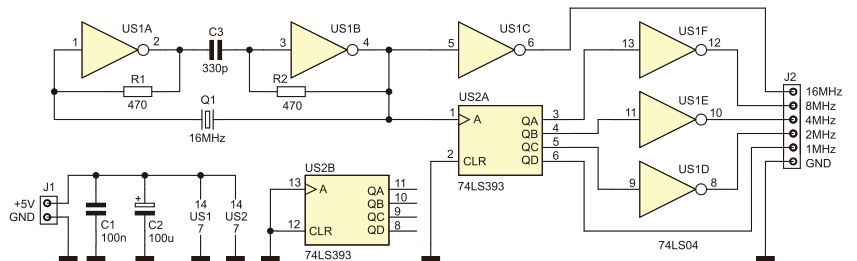 US1A
1
2
C3
330p
R1
470
US1B
3
4
R2
470
Q1
16MHz
US1C
5
6
US2A
1
A
2
CLR
QA
3
QB
4
QC
5
QD
6
74LS393
US1F
13
12
US1E
11
10
US1D
9
8
74LS04
J2
16MHz
8MHz
4MHz
2MHz
1MHz
GND
J1
+5V
GND
C1
100n
+
C2
100u
14
US1
7
14
US2
7
US2B
13
A
12
CLR
QA
11
QB
10
QC
9
QD
8
74LS393